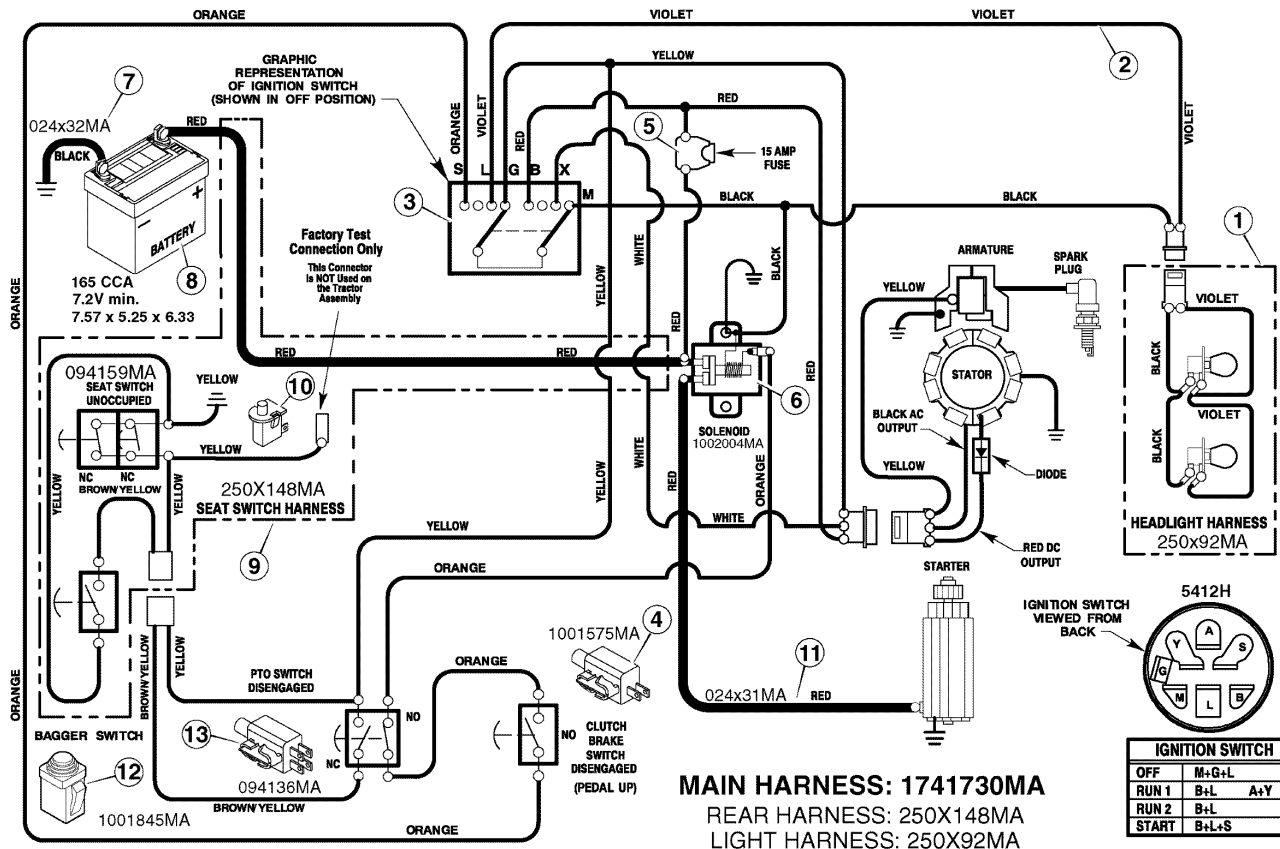 ORANGE
VIOLET
VIOLET
YELLOW
2
7
GRAPHIC
REPRESENTATION
OF IGNITION SWITCH
(SHOWN IN OFF POSITION)
ORANGE
VIOLET
RED
RED
VIOLET
024x32MA
RED
BLACK
5
15 AMP
FUSE
S
L
G
B
X
M
3
BLACK
BLACK
1
+
-
BATTERY
8
165 CCA
7.2V min.
7.57 x 5.25 x 6.33
Factory Test
Connection Only
This Connector
is NOT Used on
the Tractor
Assembly
WHITE
YELLOW
BLACK
ARMATURE
SPARK
PLUG
YELLOW
ORANGE
RED
VIOLET
BLACK
VIOLET
BLACK
RED
RED
RED
094159MA
SEAT SWITCH
UNOCCUPIED
YELLOW
10
STATOR
6
SOLENOID
1002004MA
BLACK AC
OUTPUT
DIODE
YELLOW
YELLOW
NC
NC
BROWN/YELLOW
YELLOW
YELLOW
250X148MA
SEAT SWITCH HARNESS
9
YELLOW
WHITE
RED
ORANGE
WHITE
YELLOW
ORANGE
RED DC
OUTPUT
HEADLIGHT HARNESS
250x92MA
STARTER
5412H
IGNITION SWITCH
VIEWED FROM
BACK
A
Y
S
G
M
L
B
BROWN/YELLOW
YELLOW
PTO SWITCH
DISENGAGED
1001575MA
4
ORANGE
11
024x31MA
RED
ORANGE
NO
NC
13
094136MA
BROWN/YELLOW
NO
CLUTCH
BRAKE
SWITCH
DISENGAGED
(PEDAL UP)
BAGGER SWITCH
12
1001845MA
ORANGE
MAIN HARNESS: 1741730MA
REAR HARNESS: 250X148MA
LIGHT HARNESS: 250X92MA
IGNITION SWITCH
OFF M+G+L
RUN 1 B+L A+Y
RUN 2 B+L
START B+L+S